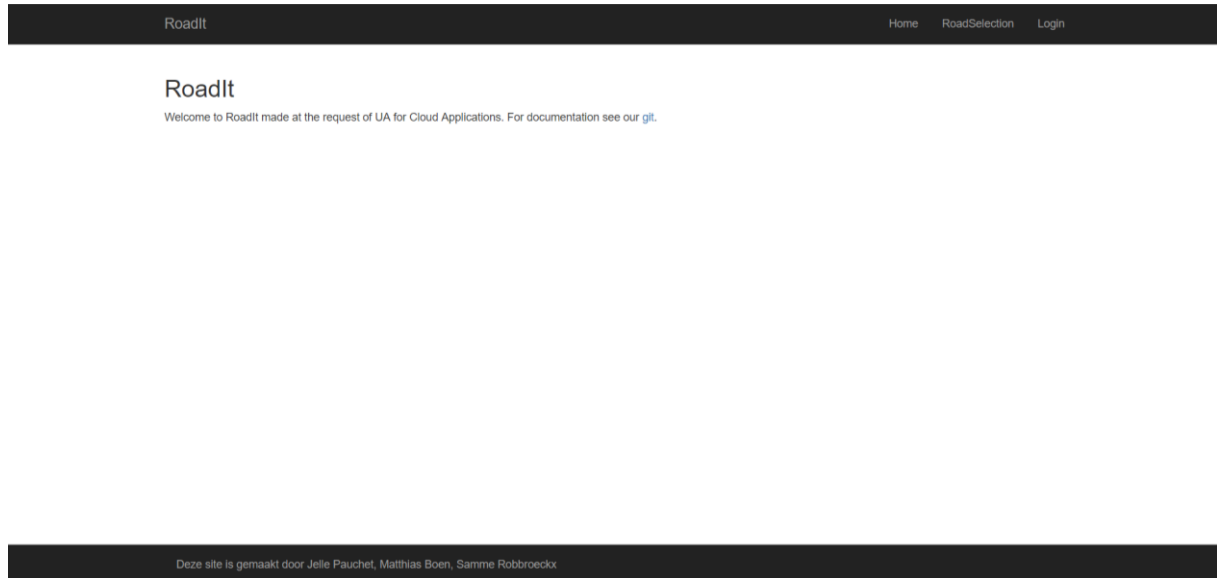 RoadIt
Home RoadSelection Login
RoadIt
Welcome to RoadIt made at the request of UA for Cloud Applications. For documentation see our git.
Deze site is gemaakt door Jelle Pauchet, Matthias Boen, Samme Robbroeckx